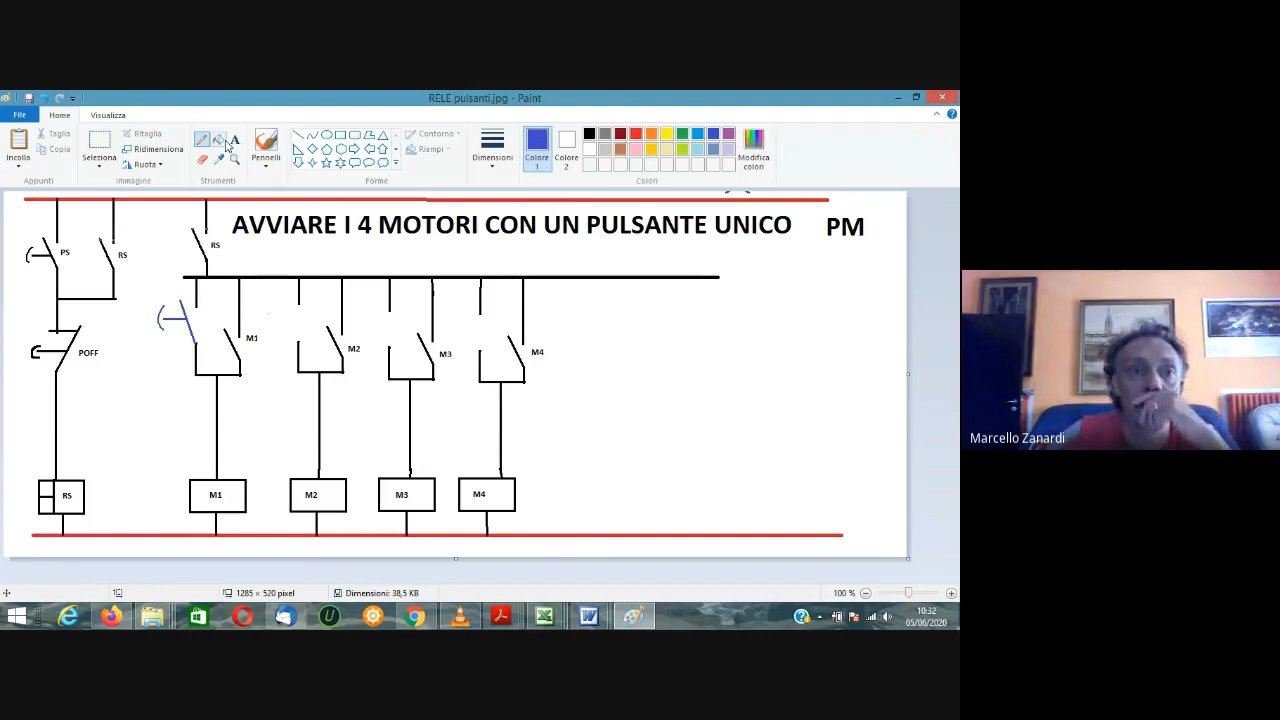 RELE pulsanti.jpg - Paint
File Home Visualizza
Incolla
Taglia
Copia
Appunti
Seleziona
Ritaglia
Ridimensiona
Ruota
Immagine
A
Strumenti
Pennelli
Contorno
Riempi
Forme
Dimensioni
Colore 1
Colore 2
Modifica colori
Colori
AVVIARE I 4 MOTORI CON UN PULSANTE UNICO PM
PS RS RS
POFF M1 M2 M3 M4
RS M1 M2 M3 M4
1285 × 520 pixel Dimensioni: 38,5 KB 100 %
10:32
05/06/2020
Marcello Zanardi